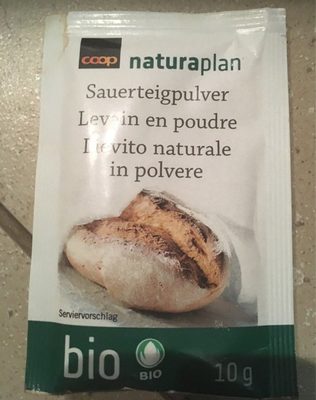 coop naturaplan
Sauerteigpulver
Levain en poudre
Lievito naturale
in polvere
Serviervorschlag
bio BIO 10 g